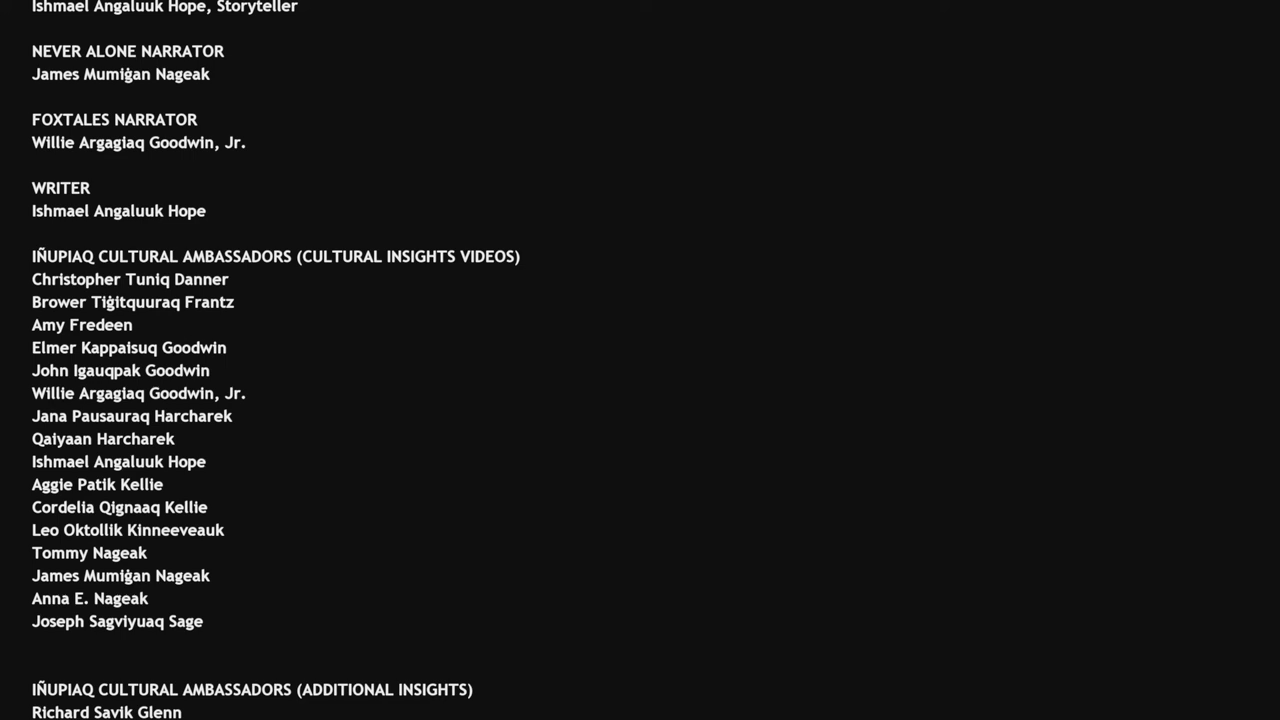 Ishmael Angaluuk Hope, Storyteller
NEVER ALONE NARRATOR
James Mumiġan Nageak
FOXTALES NARRATOR
Willie Argagiaq Goodwin, Jr.
WRITER
Ishmael Angaluuk Hope
IÑUPIAQ CULTURAL AMBASSADORS (CULTURAL INSIGHTS VIDEOS)
Christopher Tuniq Danner
Brower Tiġitquuraq Frantz
Amy Fredeen
Elmer Kappaisuq Goodwin
John Igauqpak Goodwin
Willie Argagiaq Goodwin, Jr.
Jana Pausauraq Harcharek
Qaiyaan Harcharek
Ishmael Angaluuk Hope
Aggie Patik Kellie
Cordelia Qignaaq Kellie
Leo Oktollik Kinneeveauk
Tommy Nageak
James Mumiġan Nageak
Anna E. Nageak
Joseph Sagviyuaq Sage
IÑUPIAQ CULTURAL AMBASSADORS (ADDITIONAL INSIGHTS)
Richard Savik Glenn